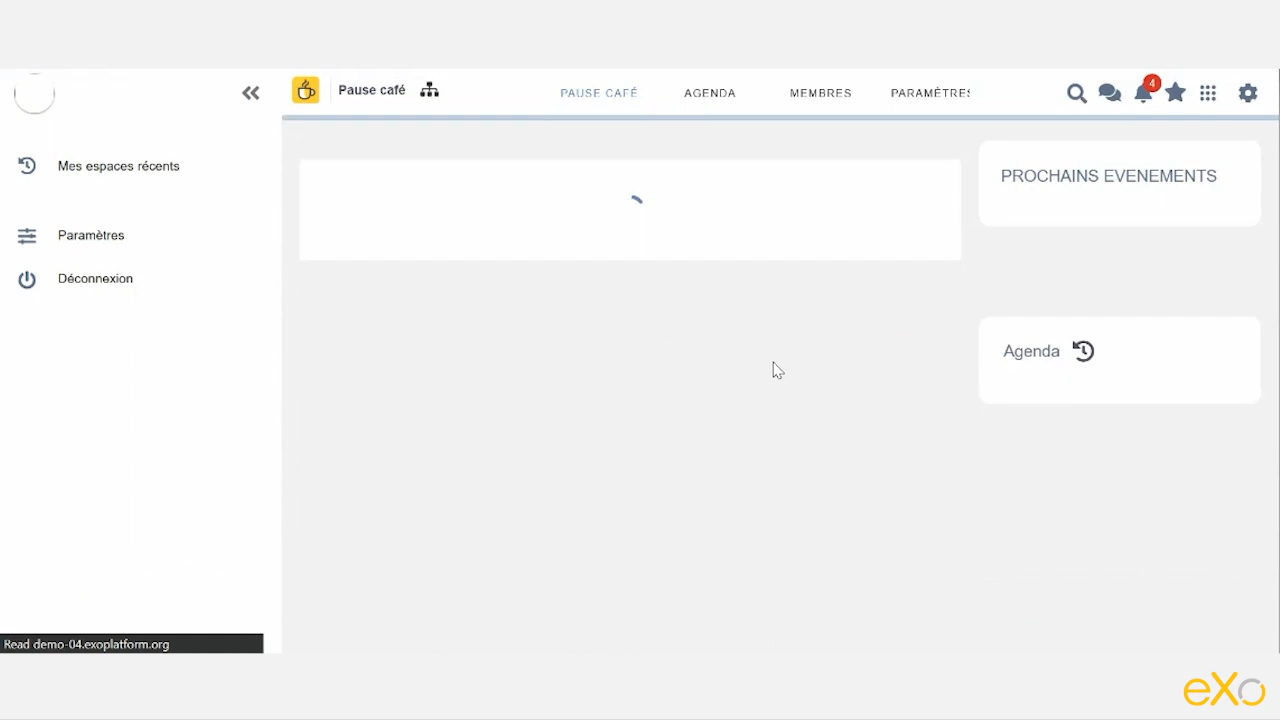 Pause café
PAUSE CAFÉ
AGENDA
MEMBRES
PARAMÈTRES
4
Mes espaces récents
Paramètres
Déconnexion
PROCHAINS EVENEMENTS
Agenda
Read demo-04.exoplatform.org
eXo